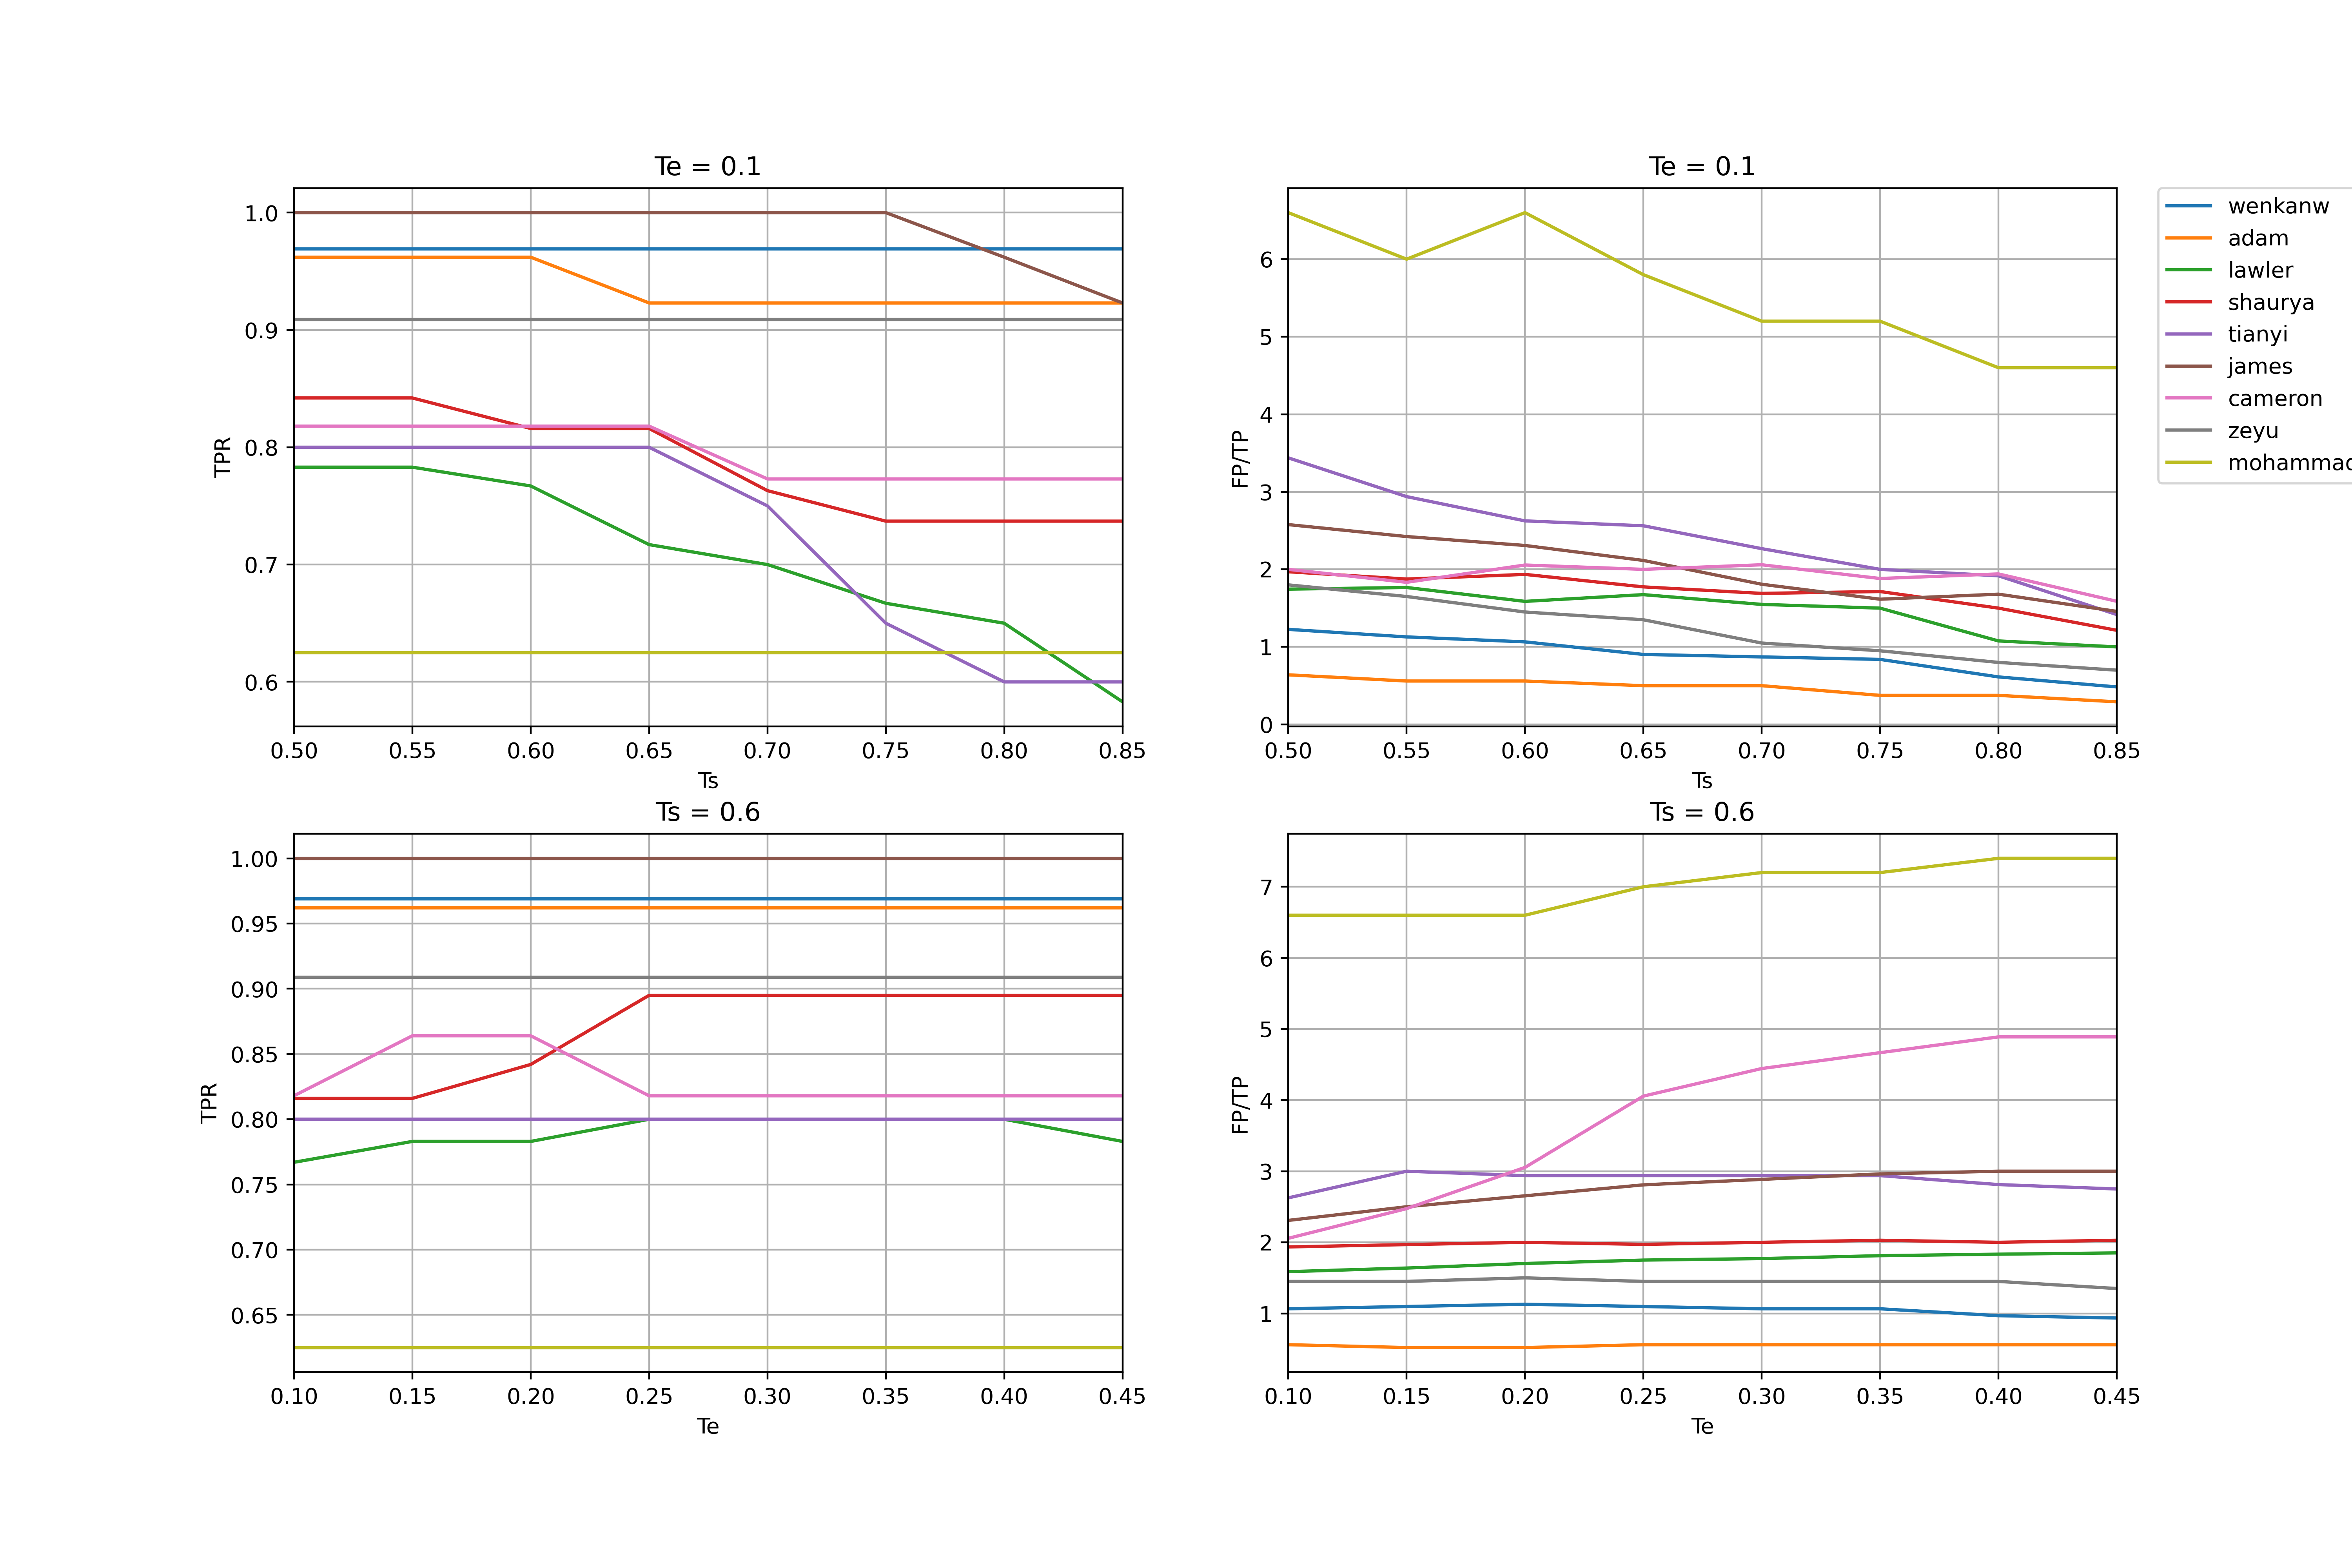 Te = 0.1
TPR
1.0
0.9
0.8
0.7
0.6
0.50 0.55 0.60 0.65 0.70 0.75 0.80 0.85
Ts
Te = 0.1
FP/TP
6
5
4
3
2
1
0
0.50 0.55 0.60 0.65 0.70 0.75 0.80 0.85
Ts
wenkanw
adam
lawler
shaurya
tianyi
james
cameron
zeyu
Ts = 0.6
TPR
1.00
0.95
0.90
0.85
0.80
0.75
0.70
0.65
0.10 0.15 0.20 0.25 0.30 0.35 0.40 0.45
Te
Ts = 0.6
FP/TP
7
6
5
4
3
2
1
0.10 0.15 0.20 0.25 0.30 0.35 0.40 0.45
Te